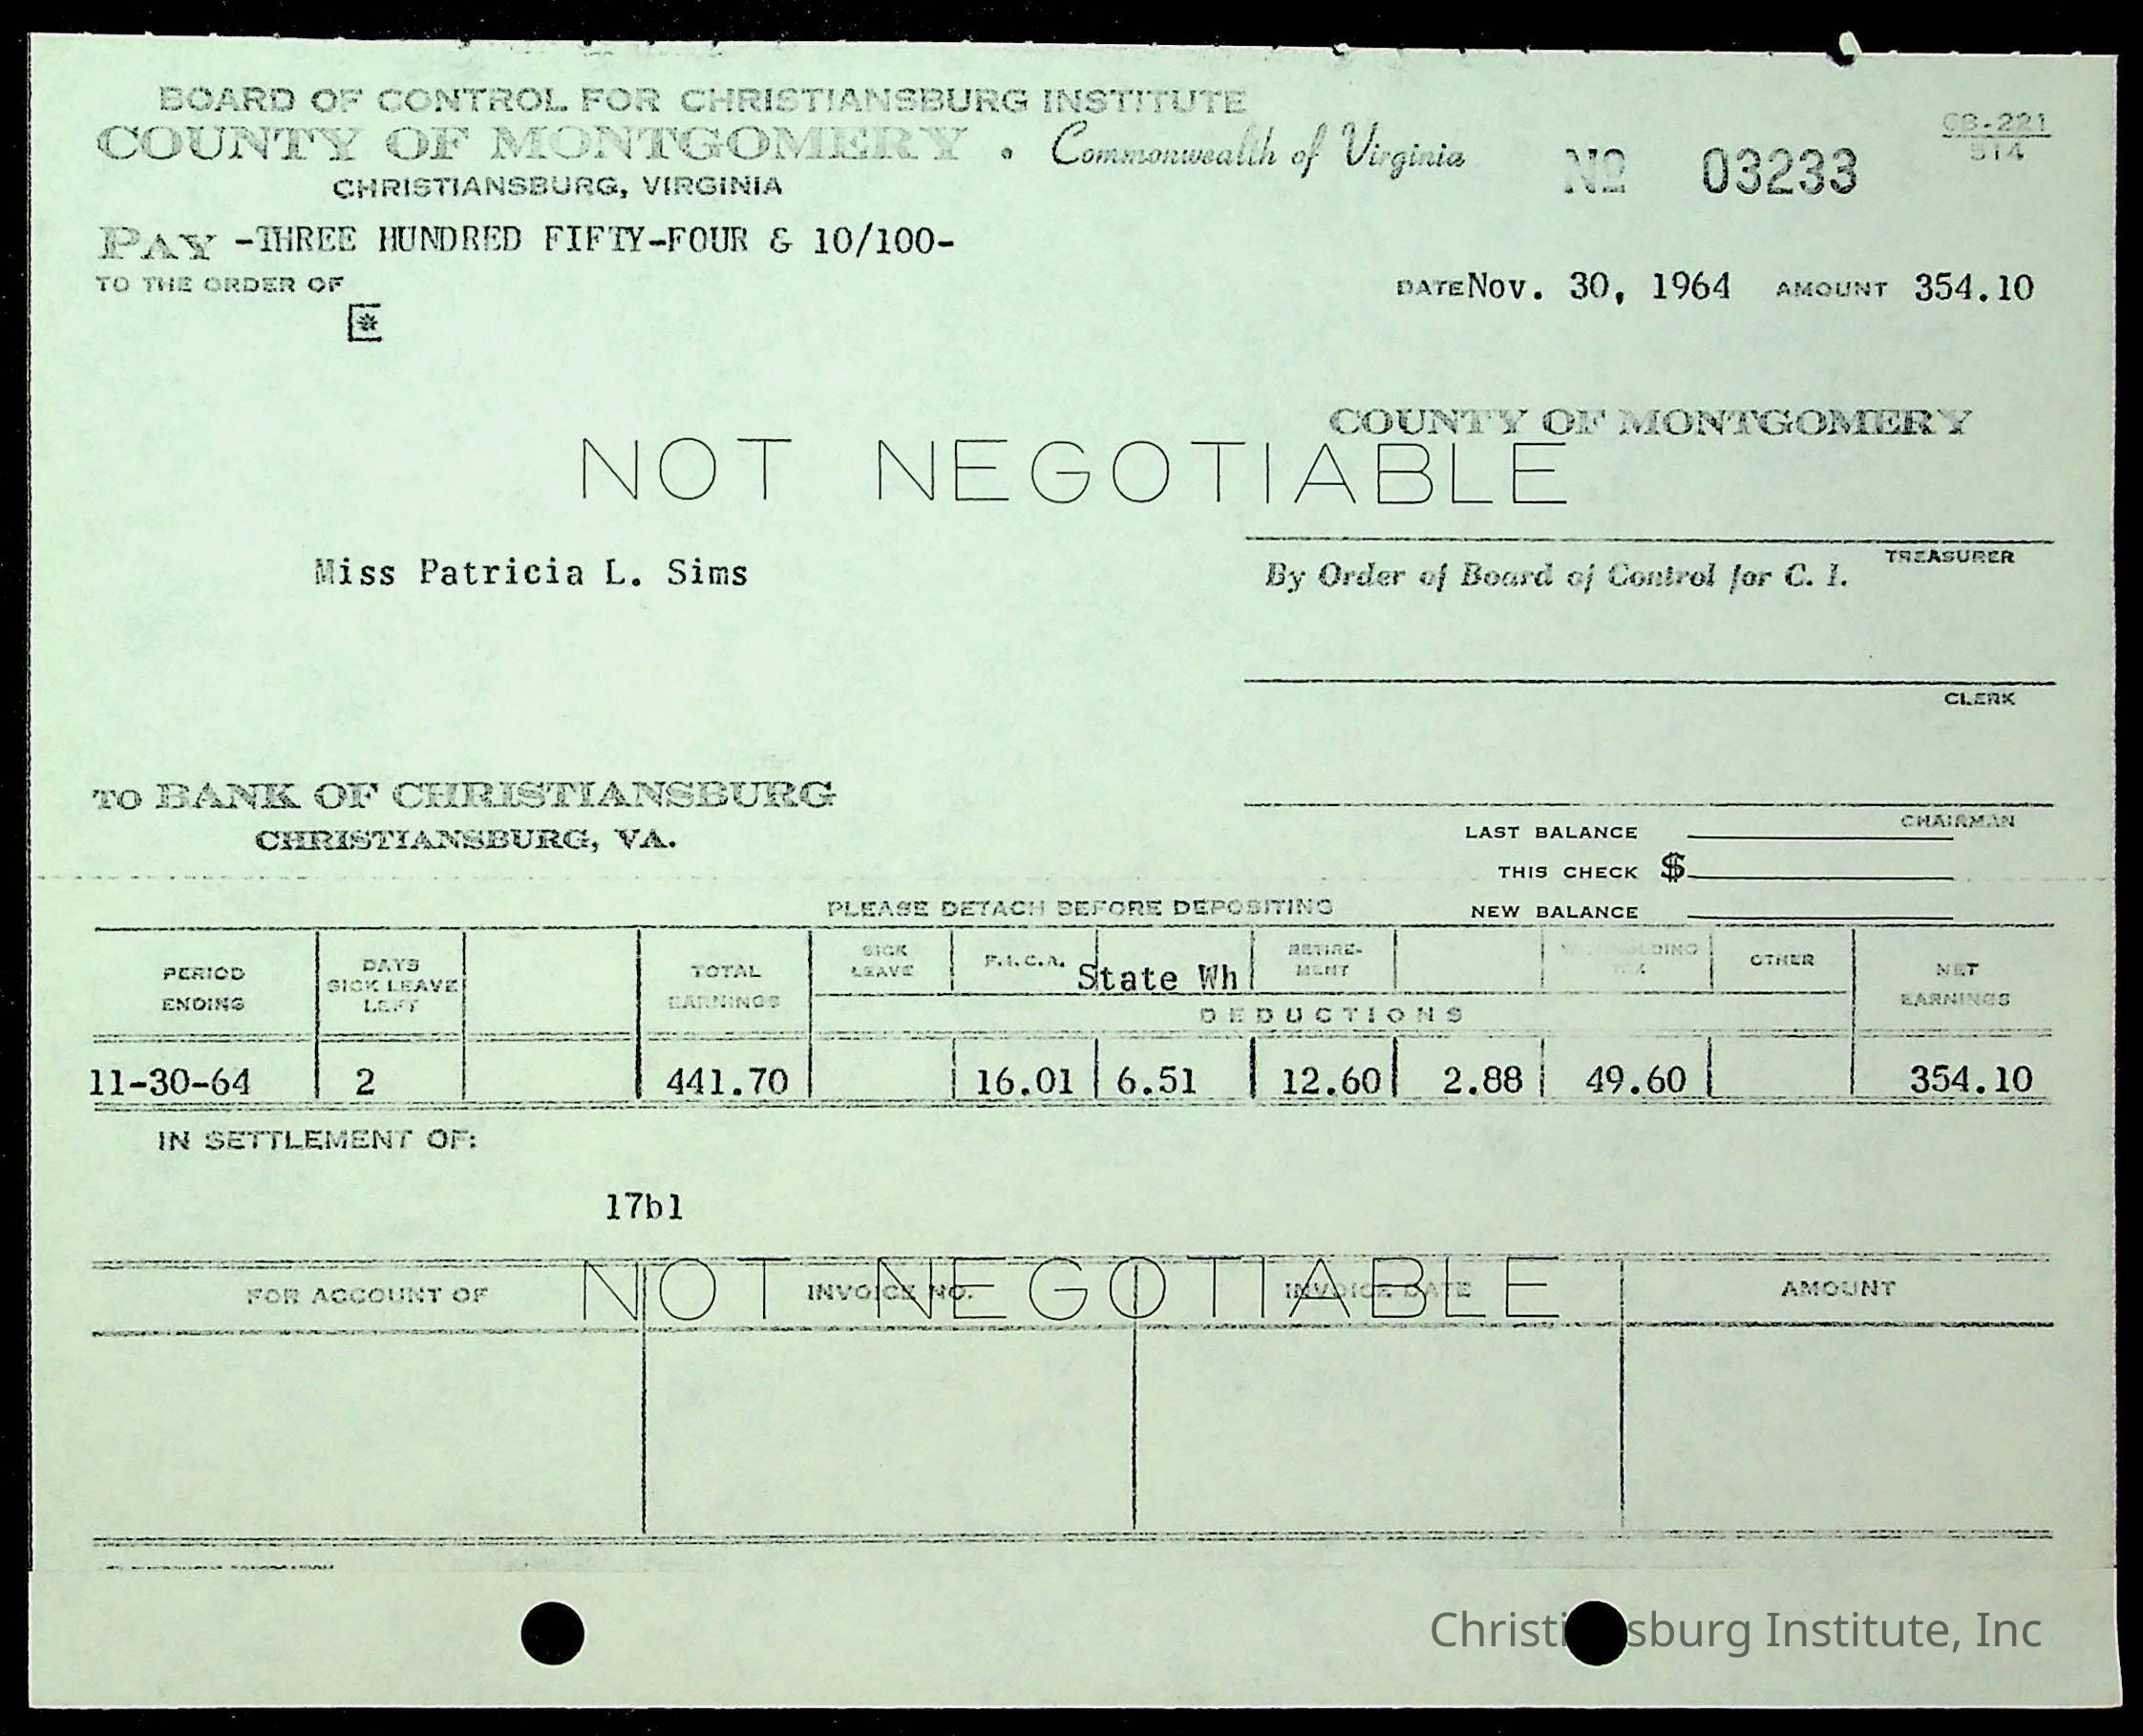 BOARD OF CONTROL FOR CHRISTIANSBURG INSTITUTE
COUNTY OF MONTGOMERY . Commonwealth of Virginia
CHRISTIANSBURG, VIRGINIA
No 03233
68-221
514
PAY -THREE HUNDRED FIFTY-FOUR & 10/100-
TO THE ORDER OF
DATE Nov. 30, 1964 AMOUNT 354.10
COUNTY OF MONTGOMERY
NOT NEGOTIABLE
TREASURER
Miss Patricia L. Sims
By Order of Board of Control for C. I.
CLERK
TO BANK OF CHRISTIANSBURG
CHRISTIANSBURG, VA.
CHAIRMAN
LAST BALANCE
THIS CHECK $
NEW BALANCE
PLEASE DETACH BEFORE DEPOSITING
PERIOD ENDING
DAYS SICK LEAVE LEFT
TOTAL EARNINGS
SICK LEAVE
F.I.C.A.
State Wh
RETIRE-MENT
OTHER
NET EARNINGS
DEDUCTIONS
11-30-64 2 441.70 16.01 6.51 12.60 2.88 49.60 354.10
IN SETTLEMENT OF:
17b1
NOT NEGOTIABLE
FOR ACCOUNT OF INVOICE NO. INVOICE DATE AMOUNT
Institute, Inc